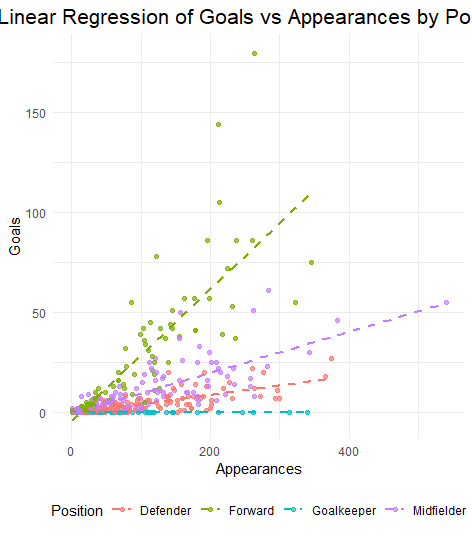 Linear Regression of Goals vs Appearances by Po
150
100
50
0
Goals
0 200 400
Appearances
Position Defender Forward Goalkeeper Midfielder